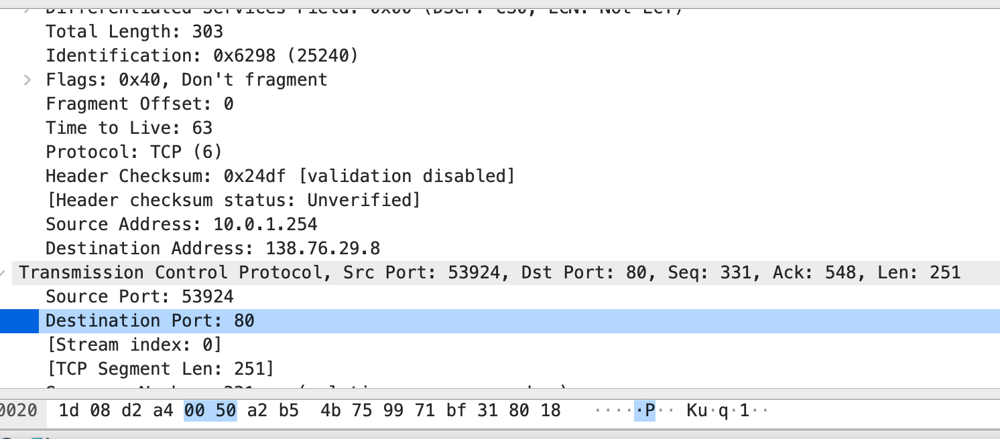 Differentiated Services Field: 0x00 (DSCP: CS0, ECN: Not-ECT)
Total Length: 303
Identification: 0x6298 (25240)
Flags: 0x40, Don't fragment
Fragment Offset: 0
Time to Live: 63
Protocol: TCP (6)
Header Checksum: 0x24df [validation disabled]
[Header checksum status: Unverified]
Source Address: 10.0.1.254
Destination Address: 138.76.29.8
Transmission Control Protocol, Src Port: 53924, Dst Port: 80, Seq: 331, Ack: 548, Len: 251
Source Port: 53924
Destination Port: 80
[Stream index: 0]
[TCP Segment Len: 251]
0020 1d 08 d2 a4 00 50 a2 b5 4b 75 99 71 bf 31 80 18 ·····P·· Ku·q·1··